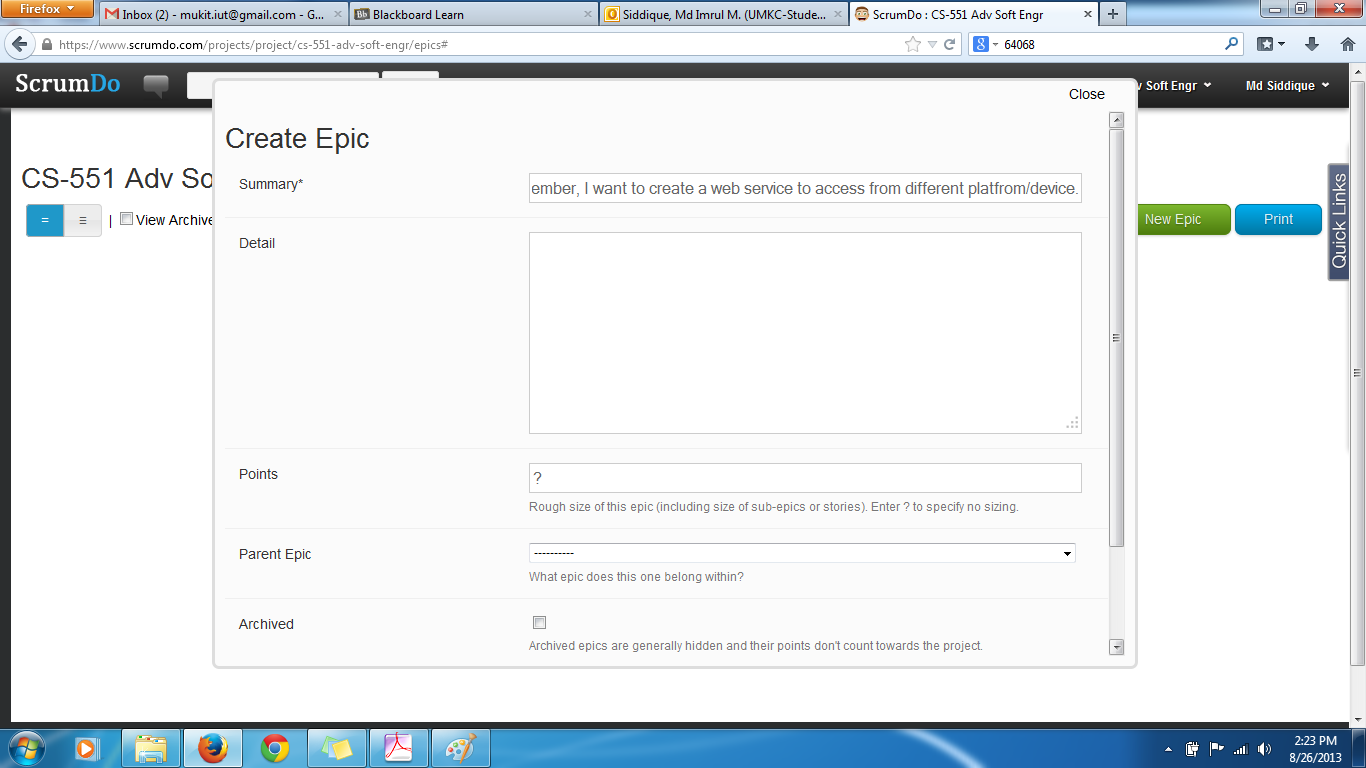 Firefox
Inbox (2) - mukit.iut@gmail.com - G...
Blackboard Learn
Siddique, Md Imrul M. (UMKC-Stude...
ScrumDo : CS-551 Adv Soft Engr
https://www.scrumdo.com/projects/project/cs-551-adv-soft-engr/epics#
64068
ScrumDo
v Soft Engr
Md Siddique
Close
Create Epic
CS-551 Adv So
Summary*
ember, I want to create a web service to access from different platfrom/device.
| View Archive
New Epic
Print
Quick Links
Detail
Points
?
Rough size of this epic (including size of sub-epics or stories). Enter ? to specify no sizing.
Parent Epic
----------
What epic does this one belong within?
Archived
Archived epics are generally hidden and their points don't count towards the project.
2:23 PM
8/26/2013